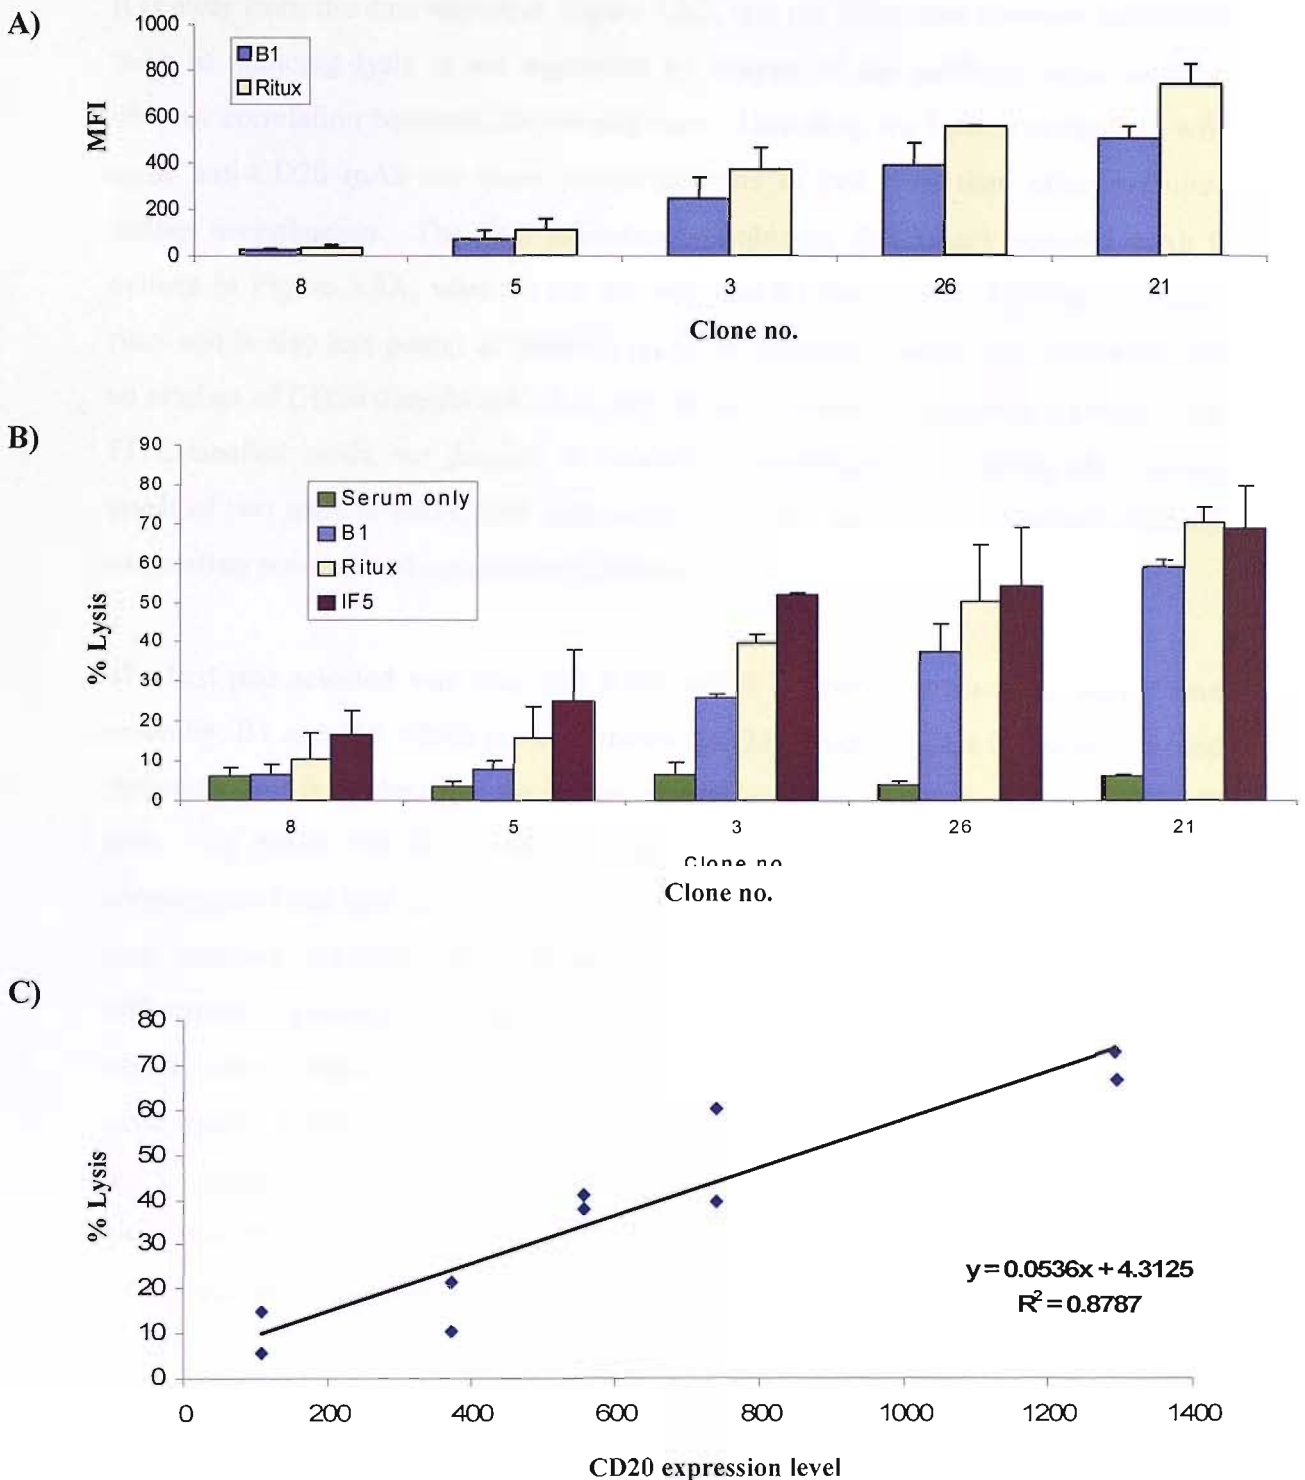 A)
1000
800
600
400
200
0
MFI
B1
Ritux
8 5 3 26 21
Clone no.
B)
90
80
70
60
50
40
30
20
10
0
% Lysis
Serum only
B1
Ritux
IF5
8 5 3 26 21
Clone no
Clone no.
C)
80
70
60
50
40
30
20
10
0
% Lysis
y = 0.0536x + 4.3125
R² = 0.8787
0 200 400 600 800 1000 1200 1400
CD20 expression level